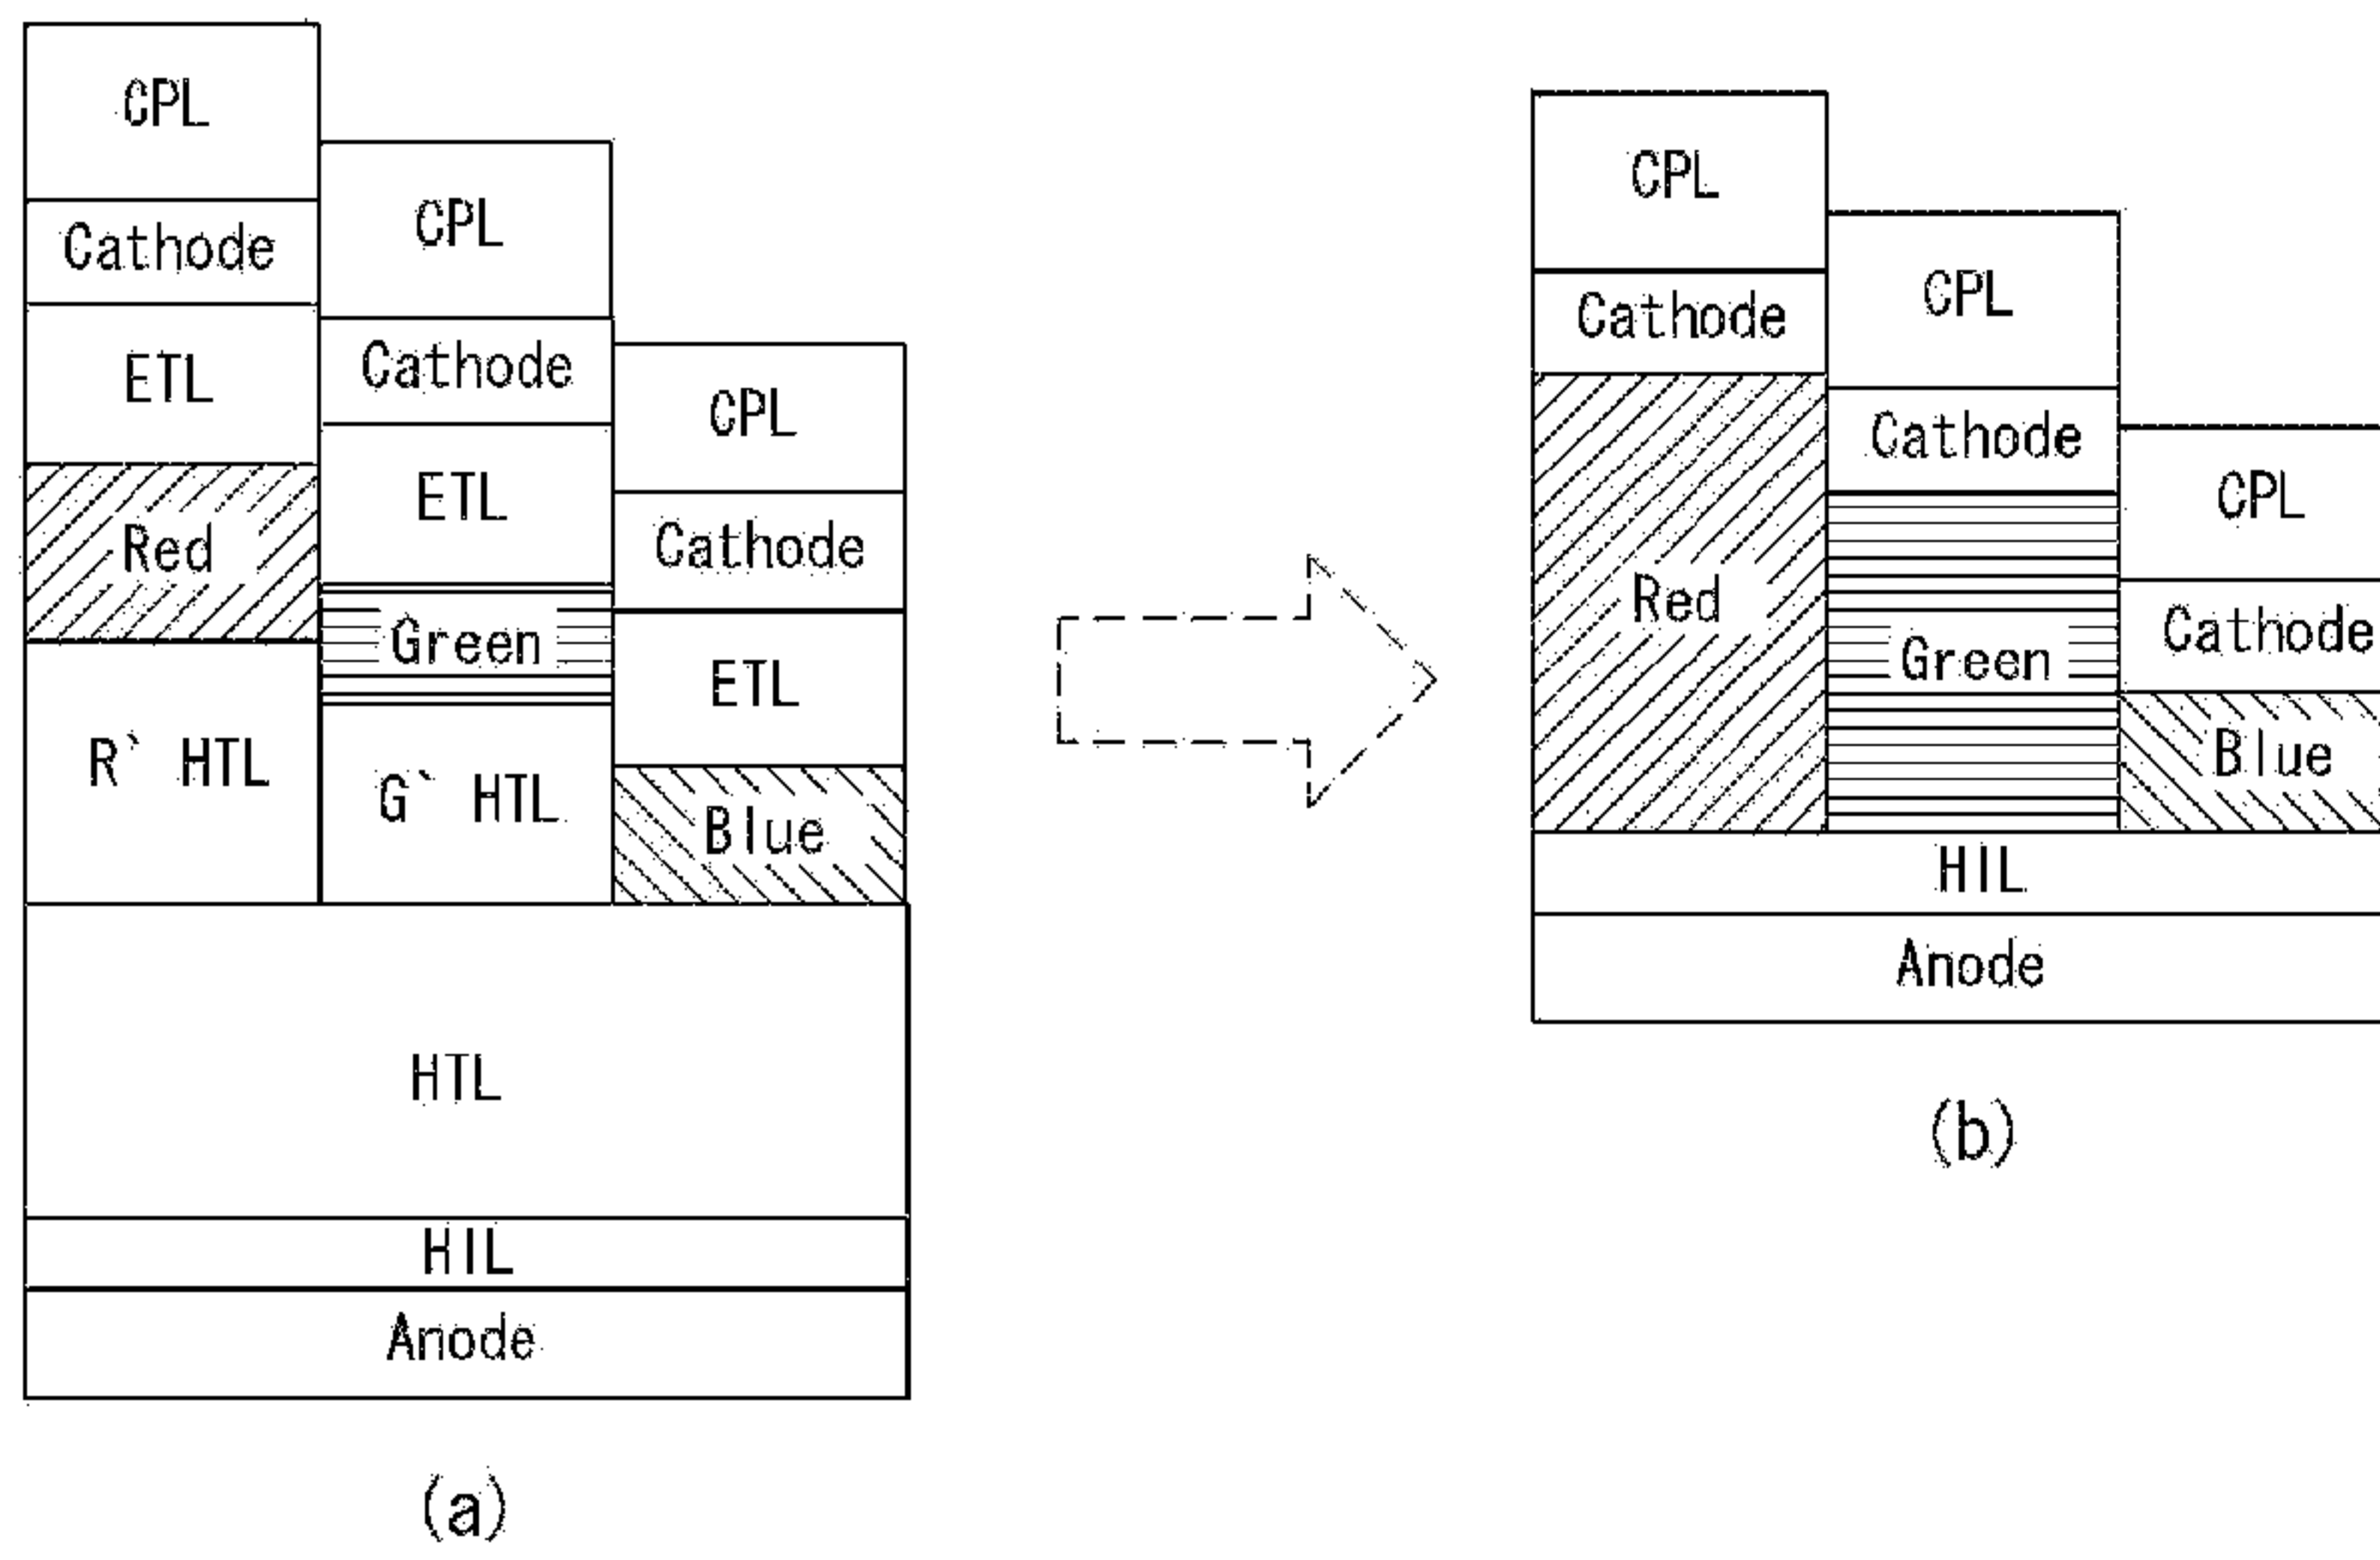 CPL
Cathode
ETL
Red
R` HTL
CPL
Cathode
ETL
Green
G` HTL
CPL
Cathode
ETL
Blue
HTL
HIL
Anode
(a)
CPL
Cathode
Red
CPL
Cathode
Green
CPL
Cathode
Blue
HIL
Anode
(b)